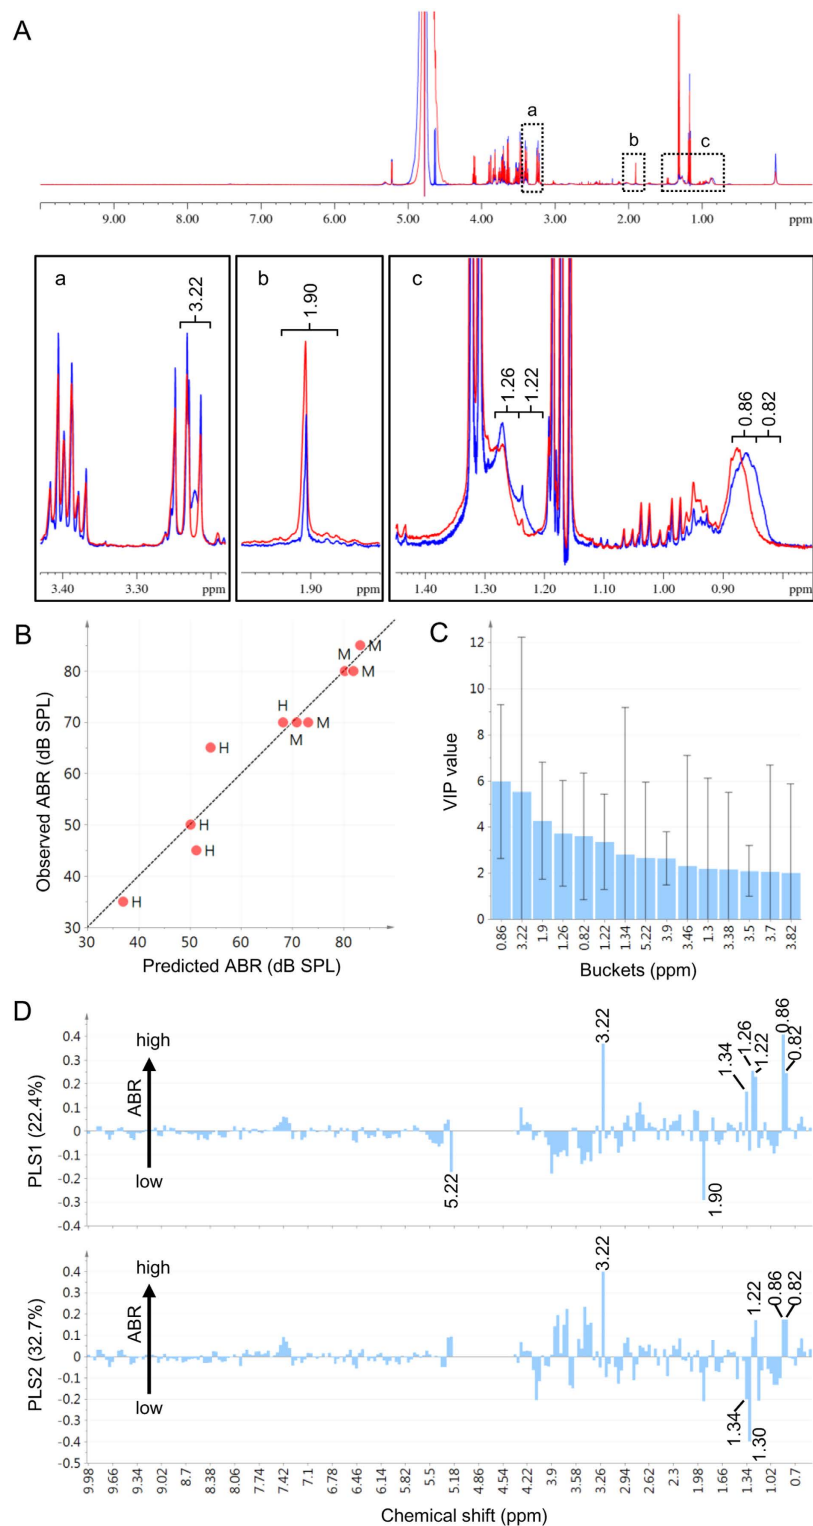 A
a
b
c
9.00 8.00 7.00 6.00 5.00 4.00 3.00 2.00 1.00 ppm
a
3.22
3.40 3.30 ppm
b
1.90
1.90 ppm
c
1.26
1.22
0.86
0.82
1.40 1.30 1.20 1.10 1.00 0.90 ppm
B
Observed ABR (dB SPL)
80
70
60
50
40
30
M M
M
H
M
M
H
H
H
H
30 40 50 60 70 80
Predicted ABR (dB SPL)
C
VIP value
12
10
8
6
4
2
0
0.86 3.22 1.9 1.26 0.82 1.22 1.34 5.22 3.9 3.46 1.3 3.38 3.5 3.7 3.82
Buckets (ppm)
D
PLS1 (22.4%)
0.4
0.3
0.2
0.1
0
-0.1
-0.2
-0.3
-0.4
high
ABR
low
5.22
3.22
1.90
1.34
1.26
1.22
0.86
0.82
PLS2 (32.7%)
0.4
0.3
0.2
0.1
0
-0.1
-0.2
-0.3
-0.4
-0.5
high
ABR
low
3.22
1.34
1.30
1.22
0.86
0.82
9.98 9.66 9.34 9.02 8.7 8.38 8.06 7.74 7.42 7.1 6.78 6.46 6.14 5.82 5.5 5.18 4.86 4.54 4.22 3.9 3.58 3.26 2.94 2.62 2.3 1.98 1.66 1.34 1.02 0.7
Chemical shift (ppm)